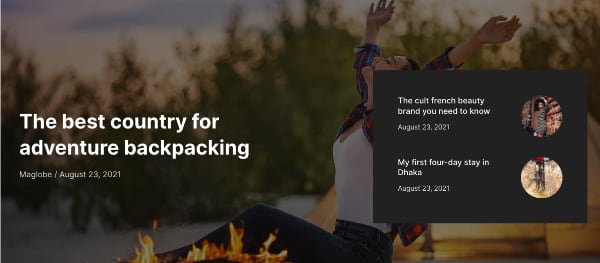 The best country for
adventure backpacking
Maglobe / August 23, 2021
The cult french beauty
brand you need to know
August 23, 2021
My first four-day stay in
Dhaka
August 23, 2021